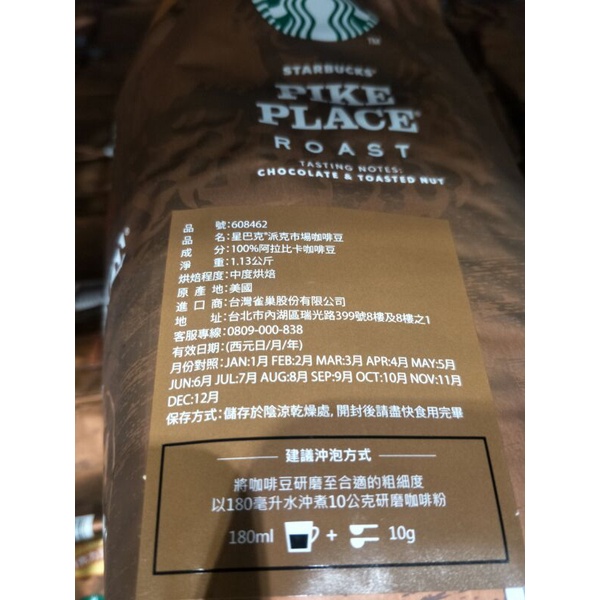 TM
STARBUCKS®
PIKE
PLACE®
ROAST
TASTING NOTES:
CHOCOLATE & TOASTED NUT
品 號:608462
品 名:星巴克®派克市場咖啡豆
成 分:100%阿拉比卡咖啡豆
淨 重:1.13公斤
烘焙程度:中度烘焙
原 產 地:美國
進 口 商:台灣雀巢股份有限公司
地 址:台北市內湖區瑞光路399號8樓及8樓之1
客服專線:0809-000-838
有效日期:(西元日/月/年)
月份對照:JAN:1月 FEB:2月 MAR:3月 APR:4月 MAY:5月
JUN:6月 JUL:7月 AUG:8月 SEP:9月 OCT:10月 NOV:11月
DEC:12月
保存方式:儲存於陰涼乾燥處, 開封後請盡快食用完畢
建議沖泡方式
將咖啡豆研磨至合適的粗細度
以180毫升水沖煮10公克研磨咖啡粉
180ml + 10g